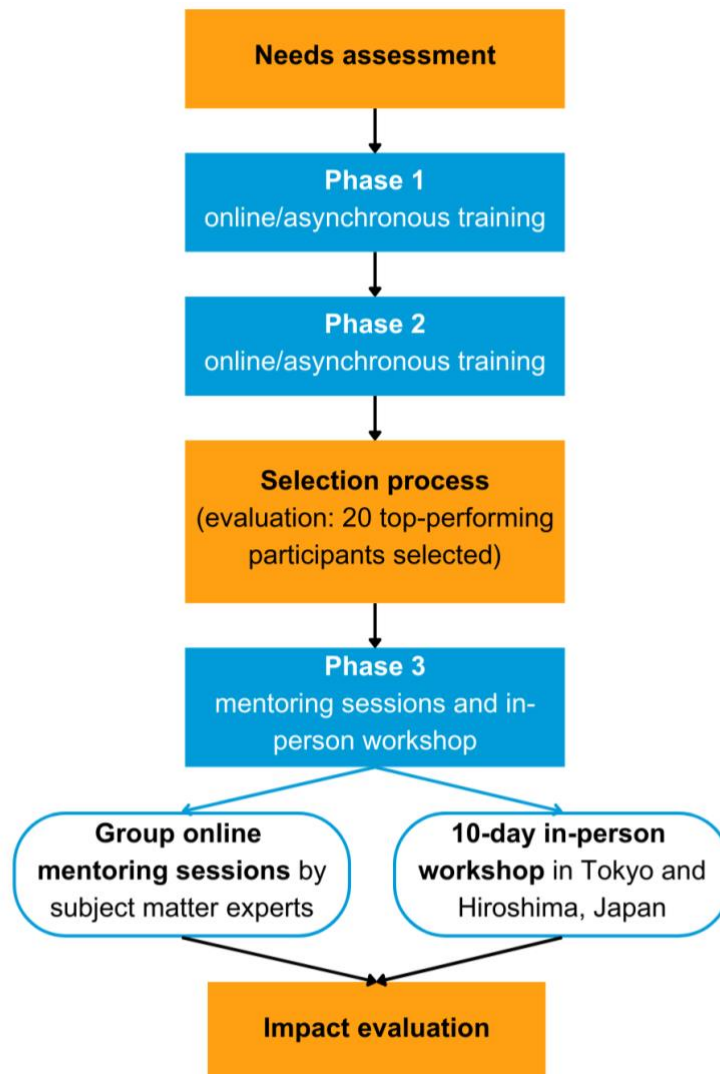 Needs assessment
Phase 1
online/asynchronous training
Phase 2
online/asynchronous training
Selection process
(evaluation: 20 top-performing
participants selected)
Phase 3
mentoring sessions and in-
person workshop
Group online
mentoring sessions by
subject matter experts
10-day in-person
workshop in Tokyo and
Hiroshima, Japan
Impact evaluation